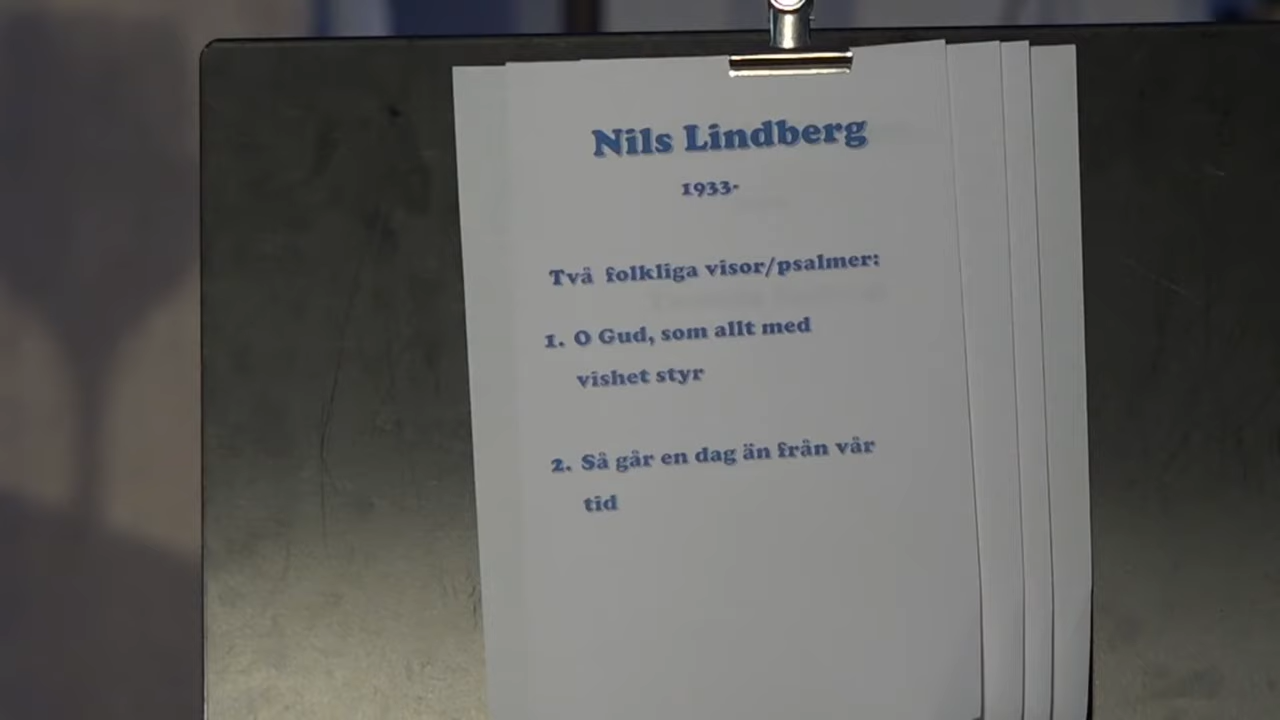 Nils Lindberg
1933-
Två folkliga visor/psalmer:
1. O Gud, som allt med
vishet styr
2. Så går en dag än från vår
tid